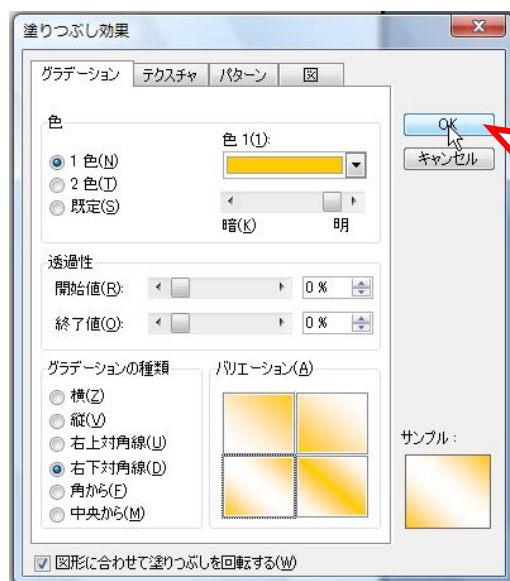 塗りつぶし効果
グラデーション テクスチャ パターン 図
色
1 色(N)
2 色(T)
既定(S)
色 1(1):
暗(K) 明
透過性
開始値(R): 0 %
終了値(O): 0 %
グラデーションの種類
横(Z)
縦(V)
右上対角線(U)
右下対角線(D)
角から(F)
中央から(M)
バリエーション(A)
OK
キャンセル
サンプル :
図形に合わせて塗りつぶしを回転する(W)